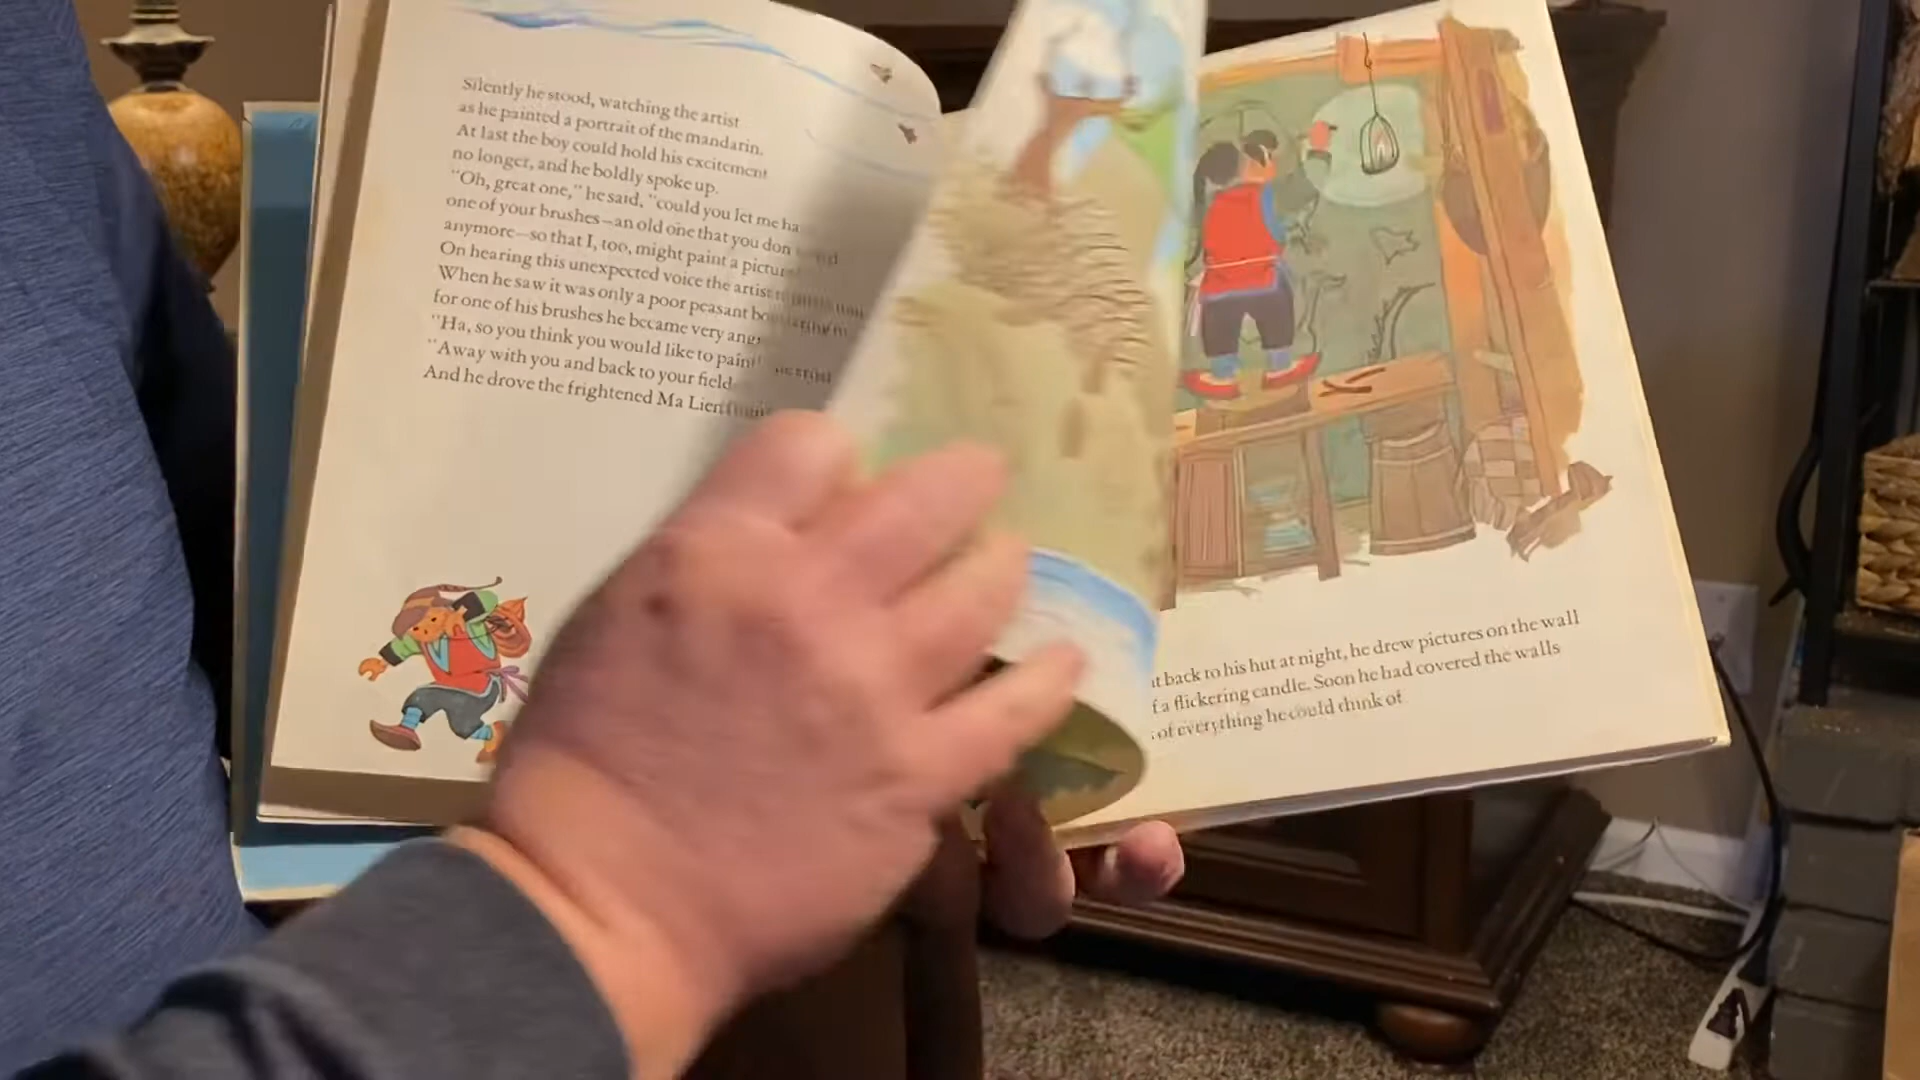 Silently he stood, watching the artist
as he painted a portrait of the mandarin.
At last the boy could hold his excitement
no longer, and he boldly spoke up.
"Oh, great one," he said, "could you let me ha
one of your brushes—an old one that you don
anymore—so that I, too, might paint a pictur
On hearing this unexpected voice the artist
When he saw it was only a poor peasant bo
for one of his brushes he became very ang
"Ha, so you think you would like to paint
"Away with you and back to your field
And he drove the frightened Ma Lien
t back to his hut at night, he drew pictures on the wall
f a flickering candle. Soon he had covered the walls
of everything he could think of